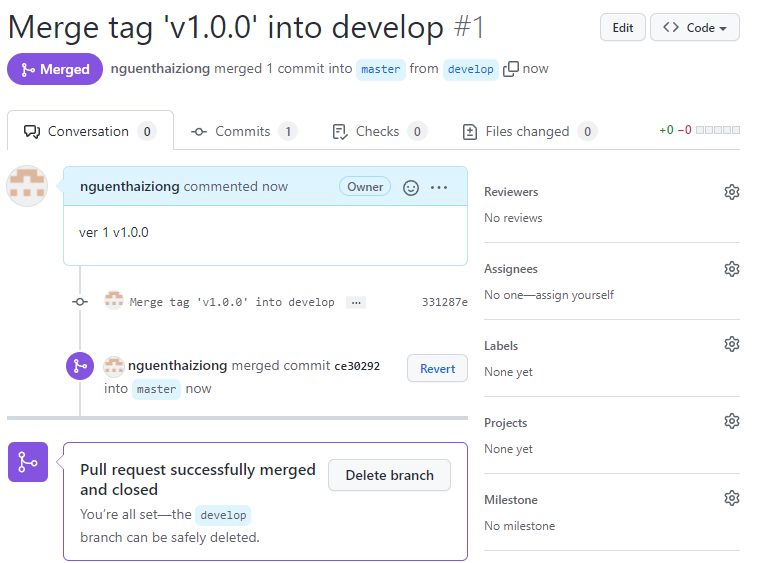 Merge tag 'v1.0.0' into develop #1
Edit
Code
Merged
nguenthaiziong merged 1 commit into master from develop now
Conversation 0
Commits 1
Checks 0
Files changed 0
+0 −0
nguenthaiziong commented now
Owner
ver 1 v1.0.0
Merge tag 'v1.0.0' into develop ...
331287e
nguenthaiziong merged commit ce30292
into master now
Revert
Pull request successfully merged
and closed
You're all set—the develop
branch can be safely deleted.
Delete branch
Reviewers
No reviews
Assignees
No one—assign yourself
Labels
None yet
Projects
None yet
Milestone
No milestone